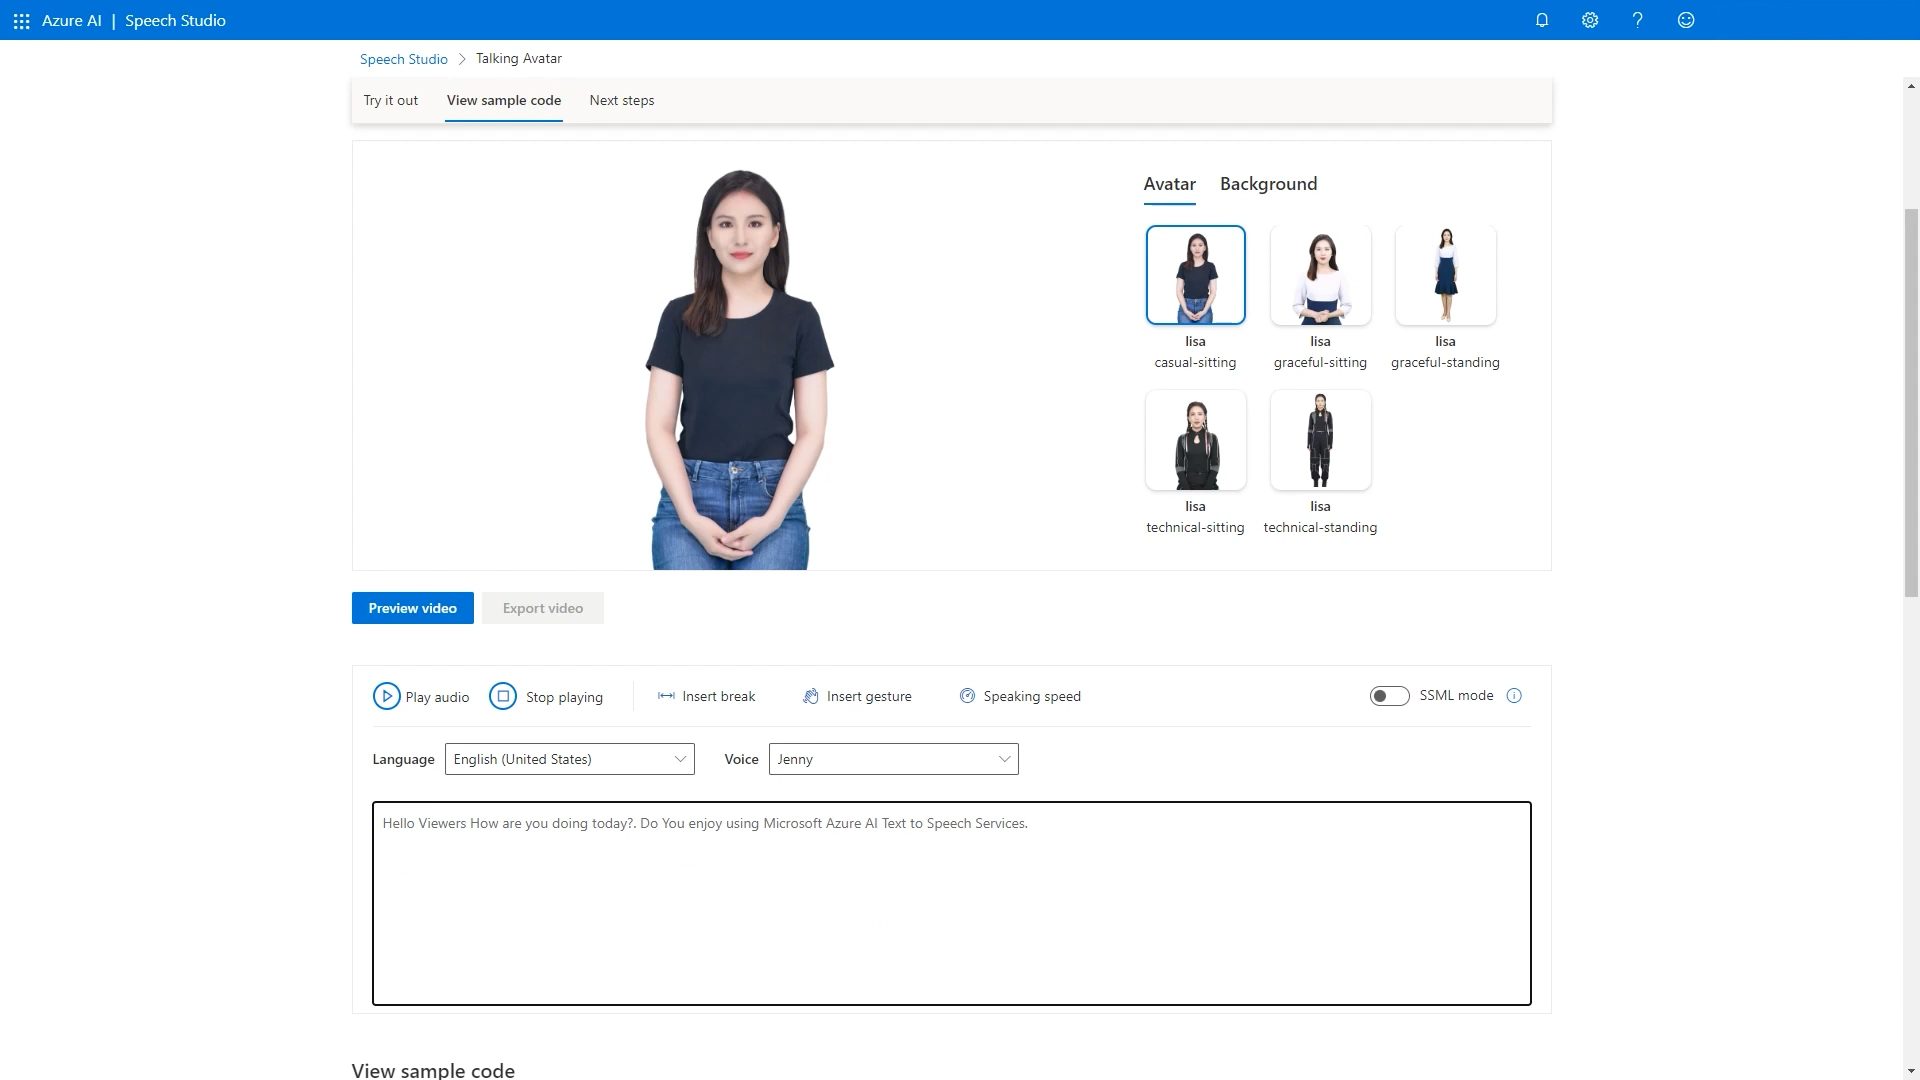 Azure AI | Speech Studio
Speech Studio > Talking Avatar
Try it out View sample code Next steps
Avatar Background
lisa lisa lisa
casual-sitting graceful-sitting graceful-standing
lisa lisa
technical-sitting technical-standing
Preview video Export video
Play audio Stop playing Insert break Insert gesture Speaking speed SSML mode
Language English (United States) Voice Jenny
Hello Viewers How are you doing today?. Do You enjoy using Microsoft Azure AI Text to Speech Services.
View sample code